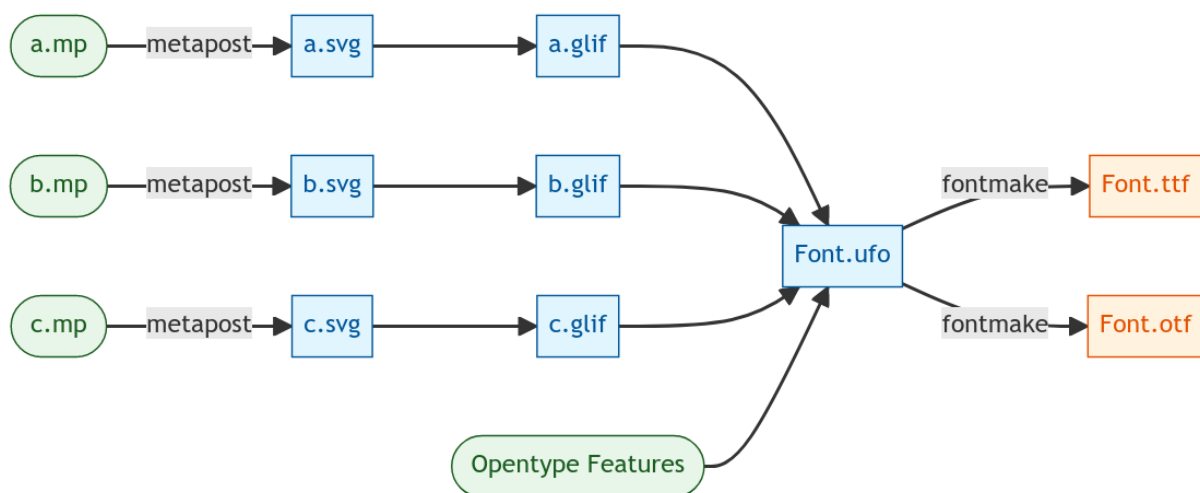 a.mp metapost a.svg a.glif
b.mp metapost b.svg b.glif
fontmake Font.ttf
Font.ufo
c.mp metapost c.svg c.glif
fontmake Font.otf
Opentype Features